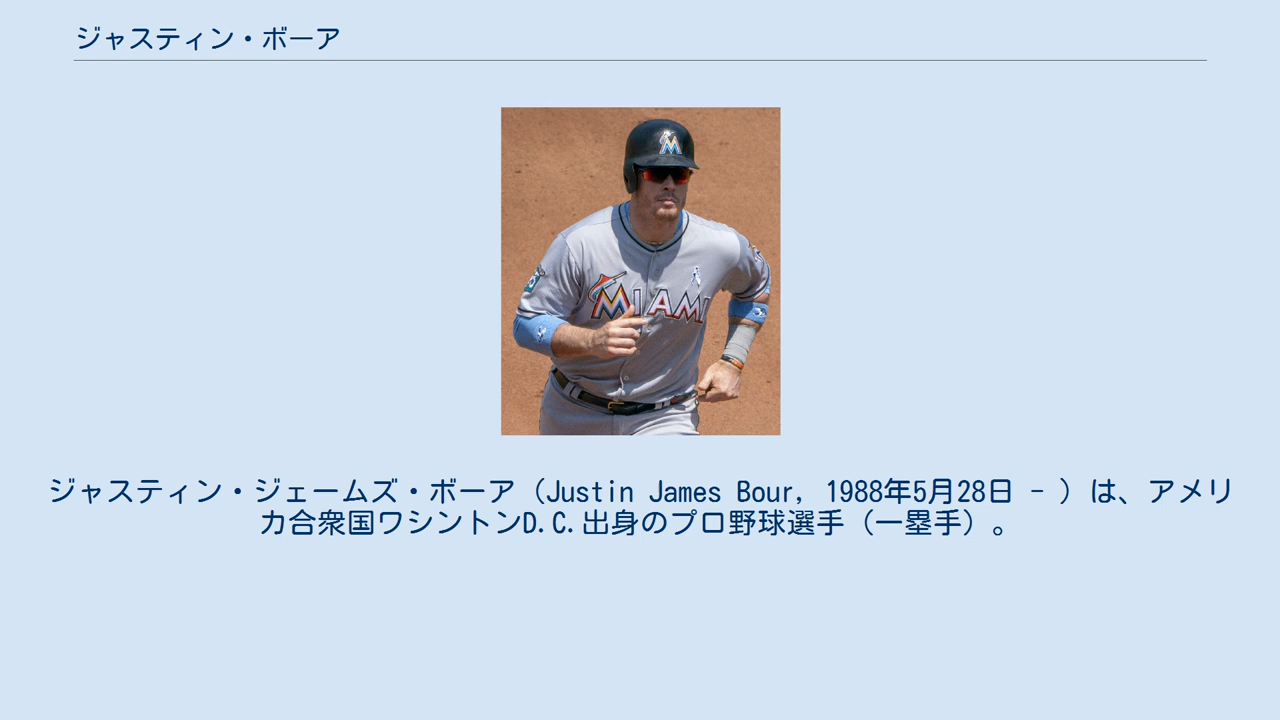 ジャスティン・ボーア
MIAMI
ジャスティン・ジェームズ・ボーア（Justin James Bour, 1988年5月28日 - ）は、アメリ
カ合衆国ワシントンD.C.出身のプロ野球選手（一塁手）。